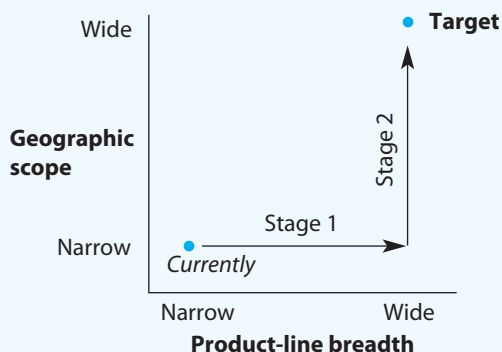 Wide
Target
Geographic
scope
Stage 2
Stage 1
Narrow
Currently
Narrow
Wide
Product-line breadth